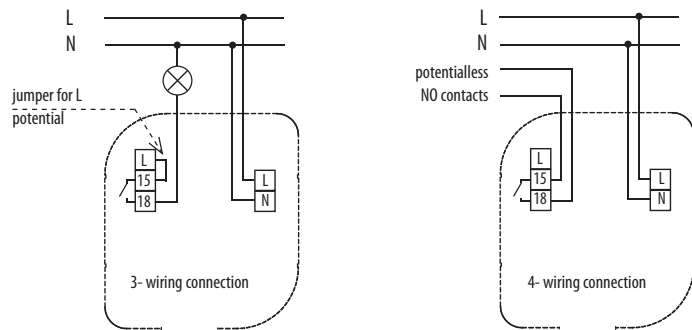 L
N
jumper for L
potential
L
15
18
L
N
3- wiring connection
L
N
potentialless
NO contacts
L
15
18
L
N
4- wiring connection